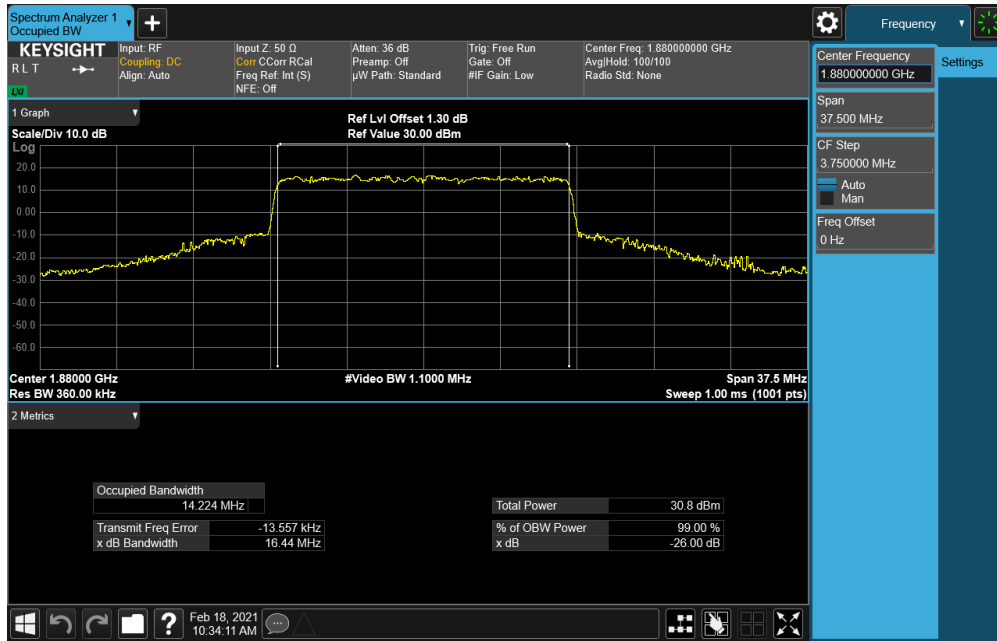 Spectrum Analyzer 1
Occupied BW
Frequency
KEYSIGHT
R L T
LXI
Input: RF
Coupling: DC
Align: Auto
Input Z: 50 Ω
Corr CCorr RCal
Freq Ref: Int (S)
NFE: Off
Atten: 36 dB
Preamp: Off
µW Path: Standard
Trig: Free Run
Gate: Off
#IF Gain: Low
Center Freq: 1.880000000 GHz
Avg|Hold: 100/100
Radio Std: None
Center Frequency
1.880000000 GHz
Settings
Span
37.500 MHz
CF Step
3.750000 MHz
Auto
Man
Freq Offset
0 Hz
1 Graph
Scale/Div 10.0 dB
Ref Lvl Offset 1.30 dB
Ref Value 30.00 dBm
Log
20.0
10.0
0.00
-10.0
-20.0
-30.0
-40.0
-50.0
-60.0
Center 1.88000 GHz
#Video BW 1.1000 MHz
Span 37.5 MHz
Res BW 360.00 kHz
Sweep 1.00 ms (1001 pts)
2 Metrics
Occupied Bandwidth
14.224 MHz
Total Power 30.8 dBm
Transmit Freq Error -13.557 kHz
% of OBW Power 99.00 %
x dB Bandwidth 16.44 MHz
x dB -26.00 dB
?
Feb 18, 2021
10:34:11 AM